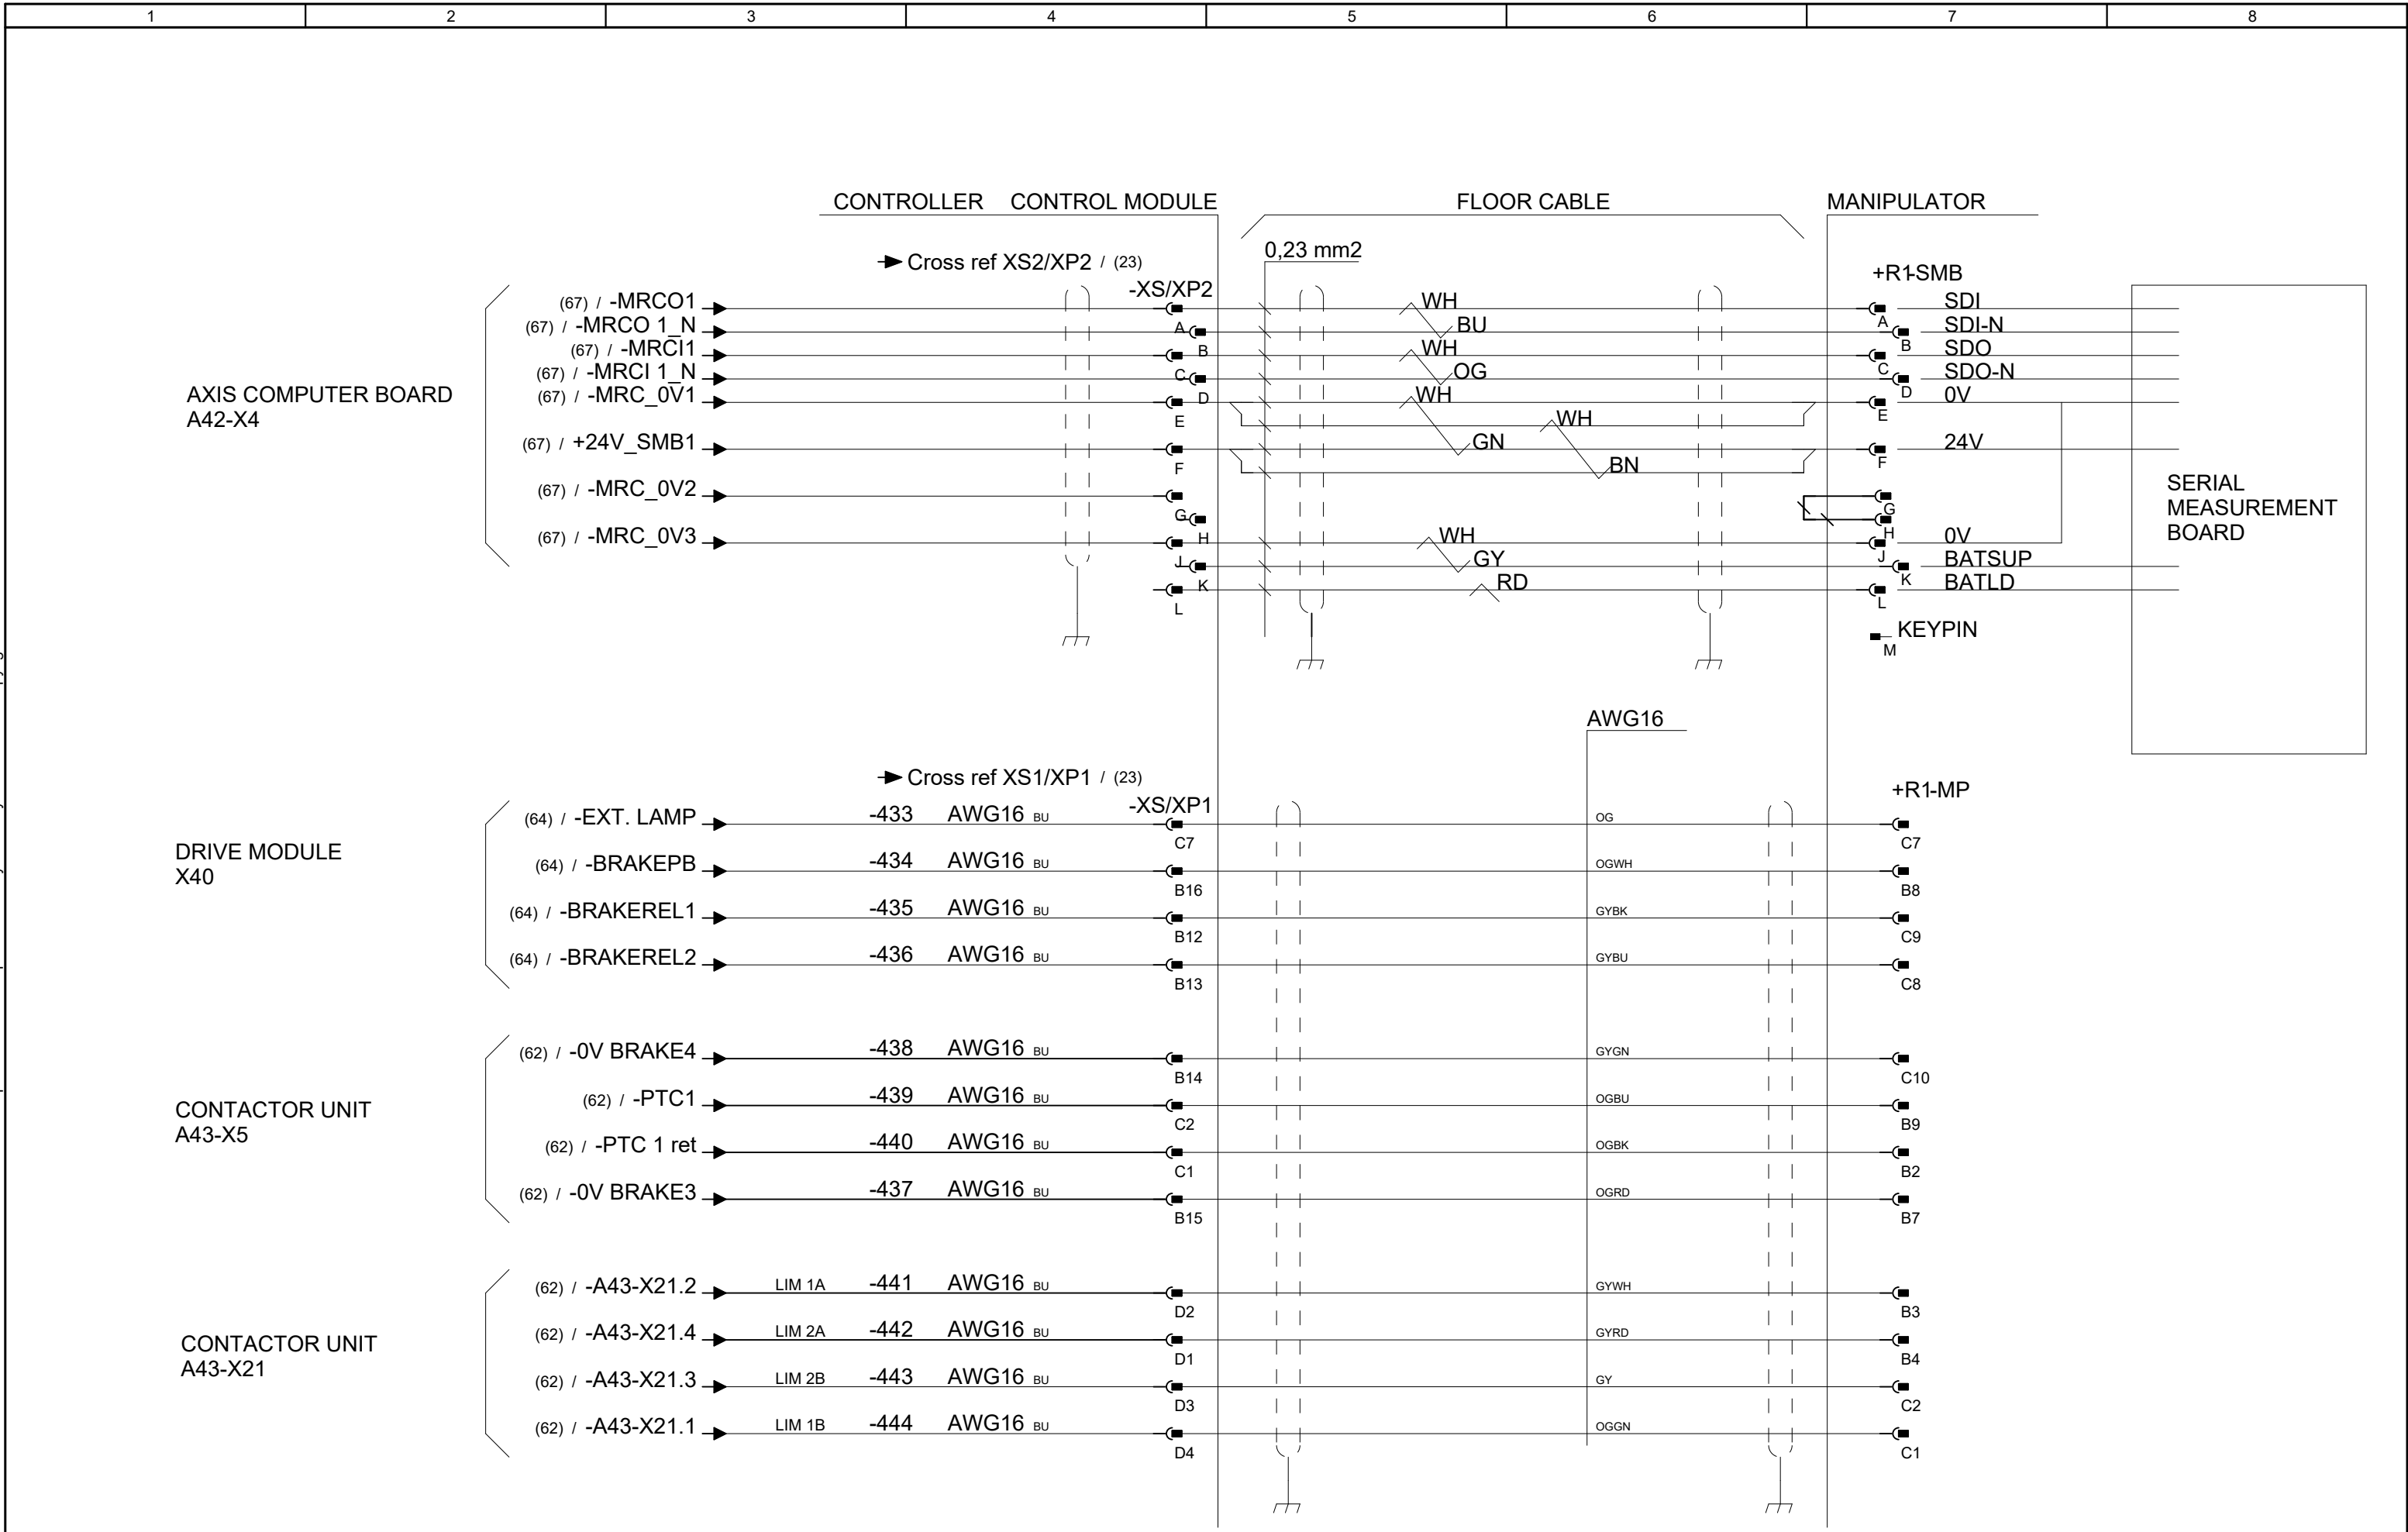 1 2 3 4 5 6 7 8
CONTROLLER CONTROL MODULE FLOOR CABLE MANIPULATOR
0,23 mm2
Cross ref XS2/XP2 / (23)
-XS/XP2
+R1-SMB
AXIS COMPUTER BOARD
A42-X4
(67) / -MRCO1 A WH A SDI
(67) / -MRCO 1_N B BU B SDI-N
(67) / -MRCI1 C WH C SDO
(67) / -MRCI 1_N D OG D SDO-N
(67) / -MRC_0V1 E WH E 0V
WH
(67) / +24V_SMB1 F GN F 24V
BN
(67) / -MRC_0V2 G G
H H
(67) / -MRC_0V3 J WH J 0V
K GY K BATSUP
L RD L BATLD
M KEYPIN
SERIAL
MEASUREMENT
BOARD
AWG16
Cross ref XS1/XP1 / (23)
-XS/XP1
+R1-MP
DRIVE MODULE
X40
(64) / -EXT. LAMP -433 AWG16 BU C7 OG C7
(64) / -BRAKEPB -434 AWG16 BU B16 OGWH B8
(64) / -BRAKEREL1 -435 AWG16 BU B12 GYBK C9
(64) / -BRAKEREL2 -436 AWG16 BU B13 GYBU C8
CONTACTOR UNIT
A43-X5
(62) / -0V BRAKE4 -438 AWG16 BU B14 GYGN C10
(62) / -PTC1 -439 AWG16 BU C2 OGBU B9
(62) / -PTC 1 ret -440 AWG16 BU C1 OGBK B2
(62) / -0V BRAKE3 -437 AWG16 BU B15 OGRD B7
CONTACTOR UNIT
A43-X21
(62) / -A43-X21.2 LIM 1A -441 AWG16 BU D2 GYWH B3
(62) / -A43-X21.4 LIM 2A -442 AWG16 BU D1 GYRD B4
(62) / -A43-X21.3 LIM 2B -443 AWG16 BU D3 GY C2
(62) / -A43-X21.1 LIM 1B -444 AWG16 BU D4 OGGN C1